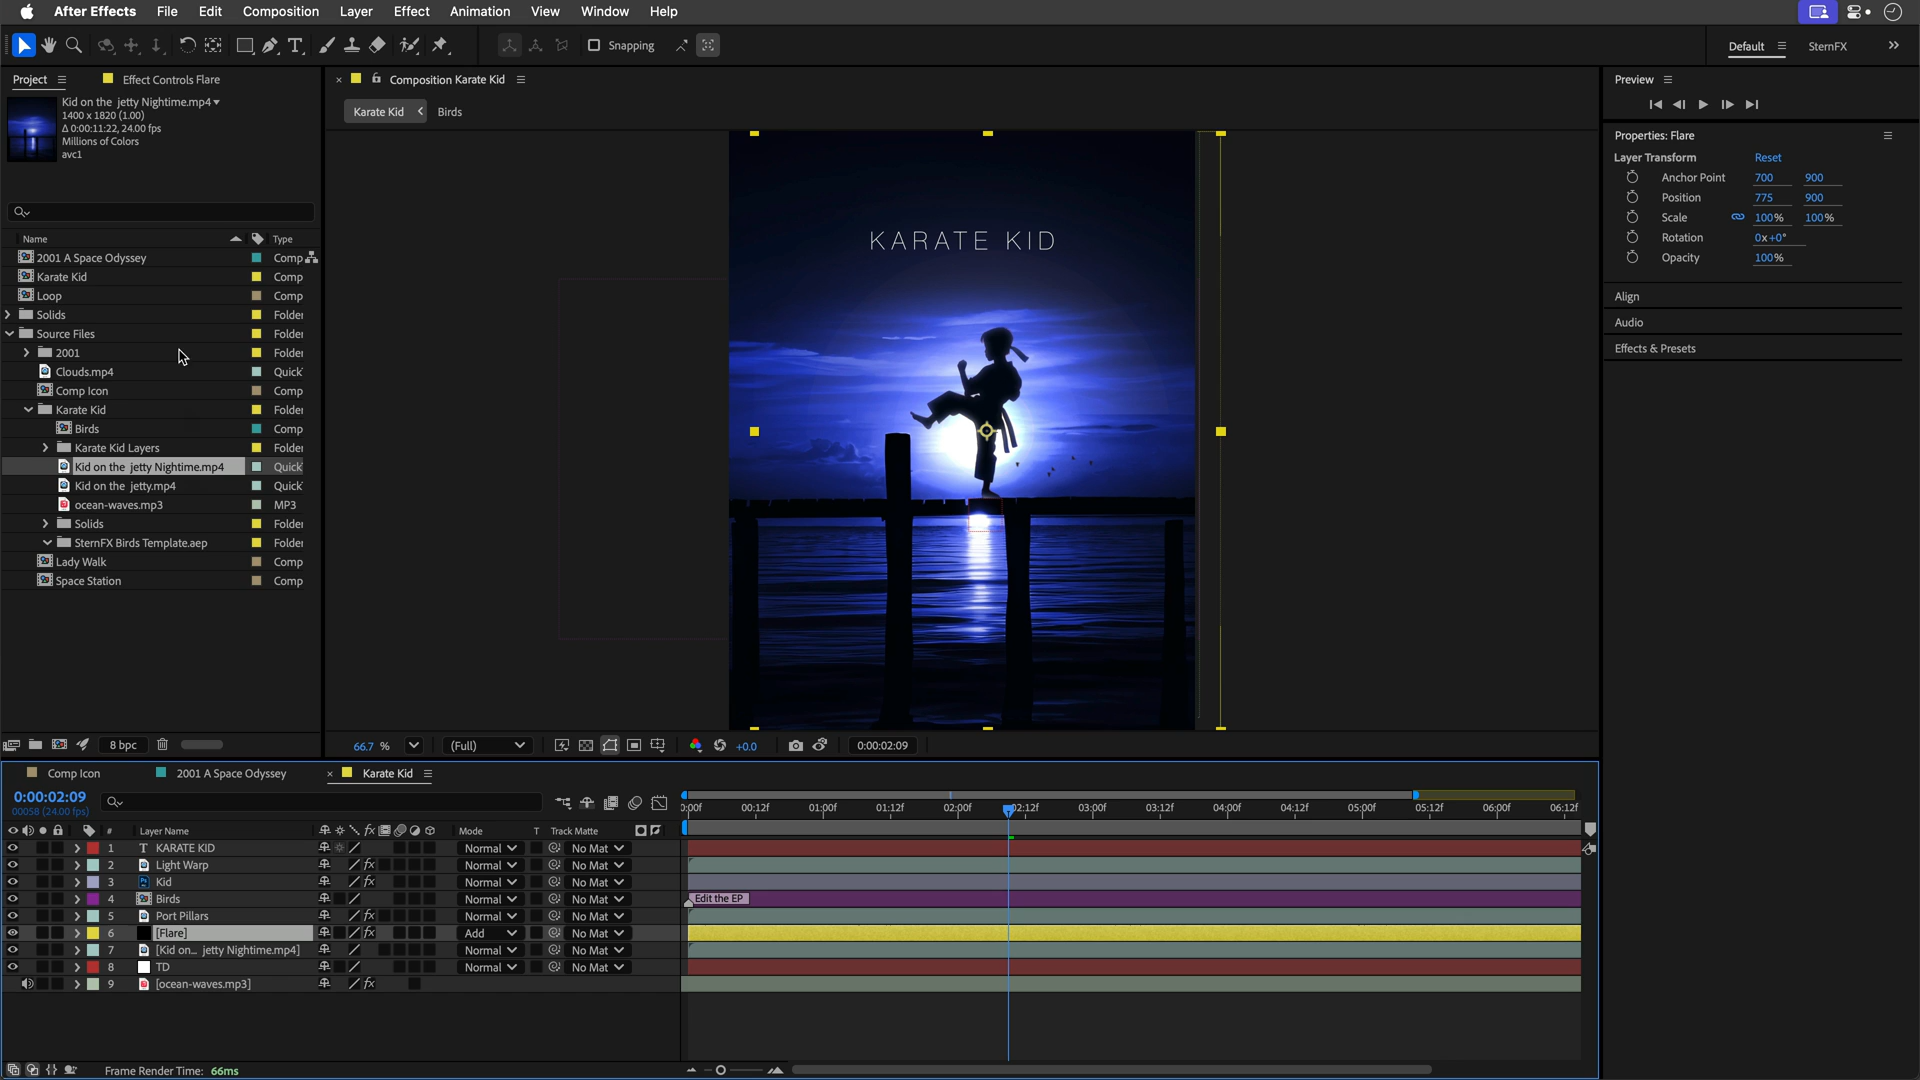 After Effects File Edit Composition Layer Effect Animation View Window Help
Snapping
Default SternFX
Project Effect Controls Flare
Kid on the jetty Nightime.mp4
1400 x 1820 (1.00)
Δ 0:00:11:22, 24.00 fps
Millions of Colors
avc1
Name Type
2001 A Space Odyssey Comp
Karate Kid Comp
Loop Comp
Solids Folder
Source Files Folder
2001 Folder
Clouds.mp4 Quick
Comp Icon Comp
Karate Kid Folder
Birds Comp
Karate Kid Layers Folder
Kid on the jetty Nightime.mp4 Quick
Kid on the jetty.mp4 Quick
ocean-waves.mp3 MP3
Solids Folder
SternFX Birds Template.aep Folder
Lady Walk Comp
Space Station Comp
8 bpc
Composition Karate Kid
Karate Kid Birds
KARATE KID
66.7 % (Full) +0.0 0:00:02:09
Preview
Properties: Flare
Layer Transform Reset
Anchor Point 700 900
Position 775 900
Scale 100% 100%
Rotation 0x+0°
Opacity 100%
Align
Audio
Effects & Presets
Comp Icon 2001 A Space Odyssey × Karate Kid
0:00:02:09
00058 (24.00 fps)
0:00f 00:12f 01:00f 01:12f 02:00f 02:12f 03:00f 03:12f 04:00f 04:12f 05:00f 05:12f 06:00f 06:12f
# Layer Name fx Mode T Track Matte
1 T KARATE KID Normal No Mat
2 Light Warp fx Normal No Mat
3 Kid fx Normal No Mat
4 Birds Normal No Mat Edit the EP
5 Port Pillars fx Normal No Mat
6 [Flare] fx Add No Mat
7 [Kid on... jetty Nightime.mp4] Normal No Mat
8 TD Normal No Mat
9 [ocean-waves.mp3] fx
Frame Render Time: 66ms